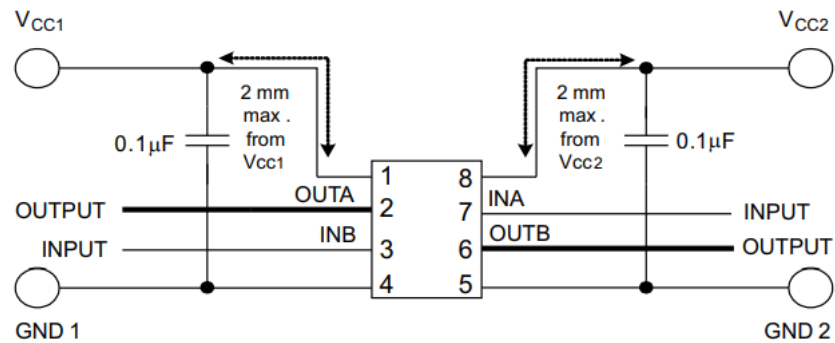 VCC1
VCC2
2 mm
max .
from
Vcc1
2 mm
max .
from
VCC2
0.1µF
0.1µF
1
8
OUTA
INA
OUTPUT
2
7
INPUT
INB
OUTB
INPUT
3
6
OUTPUT
4
5
GND 1
GND 2